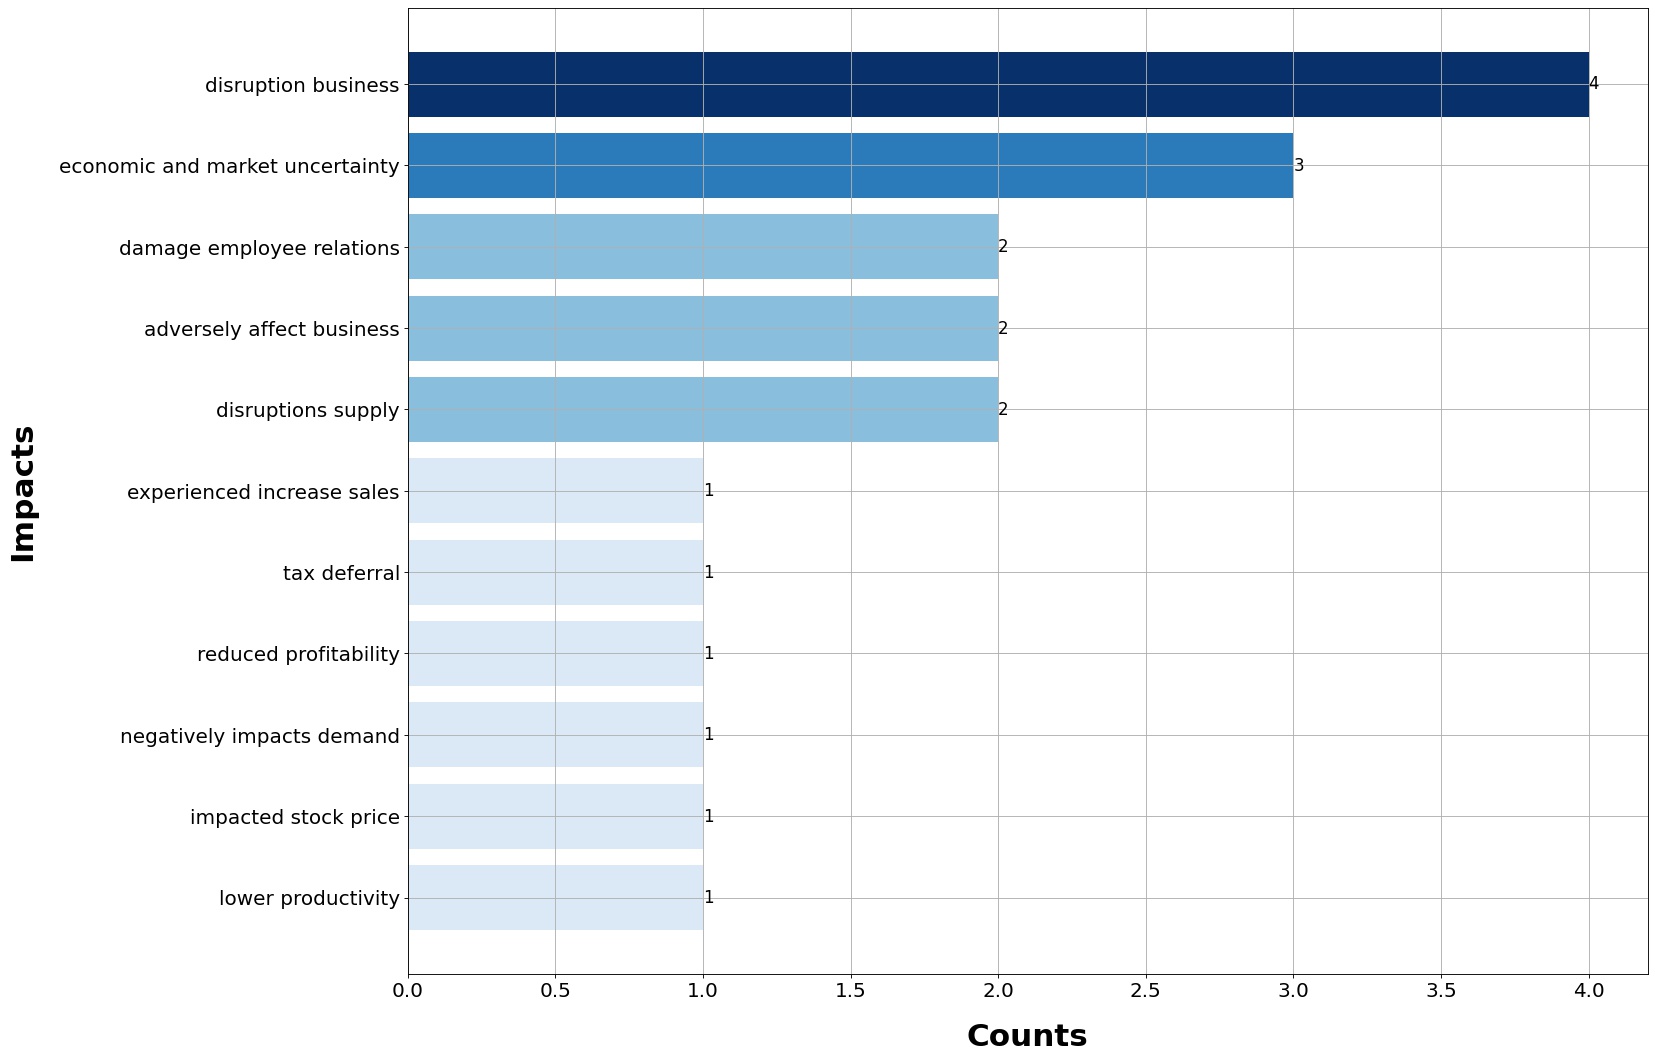 disruption business
4
economic and market uncertainty
3
damage employee relations
2
adversely affect business
2
disruptions supply
2
experienced increase sales
1
tax deferral
1
reduced profitability
1
negatively impacts demand
1
impacted stock price
1
lower productivity
1
Impacts
0.0 0.5 1.0 1.5 2.0 2.5 3.0 3.5 4.0
Counts